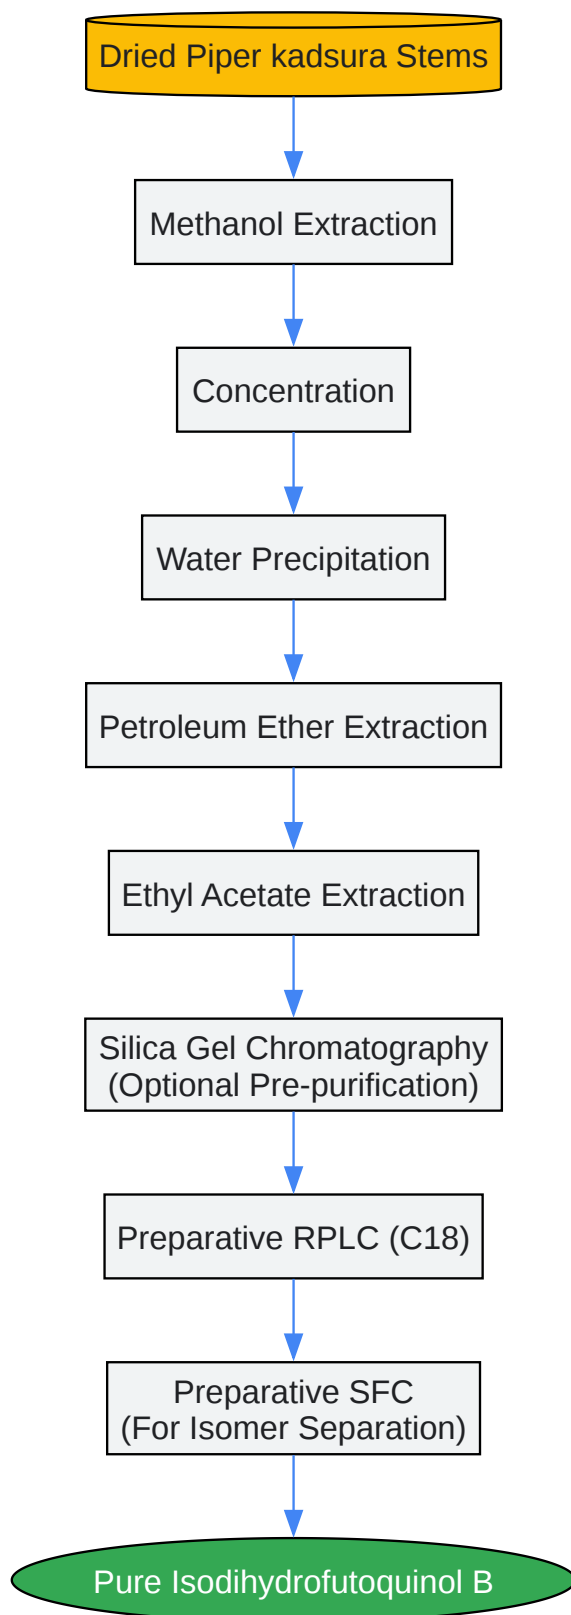 Dried Piper kadsura Stems
Methanol Extraction
Concentration
Water Precipitation
Petroleum Ether Extraction
Ethyl Acetate Extraction
Silica Gel Chromatography
(Optional Pre-purification)
Preparative RPLC (C18)
Preparative SFC
(For Isomer Separation)
Pure Isodihydrofutoquinol B